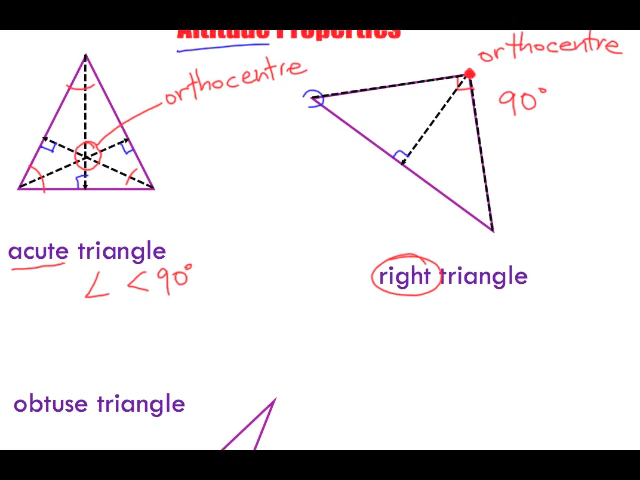 Altitude Properties
orthocentre
orthocentre
90°
acute triangle
∠ < 90°
right triangle
obtuse triangle